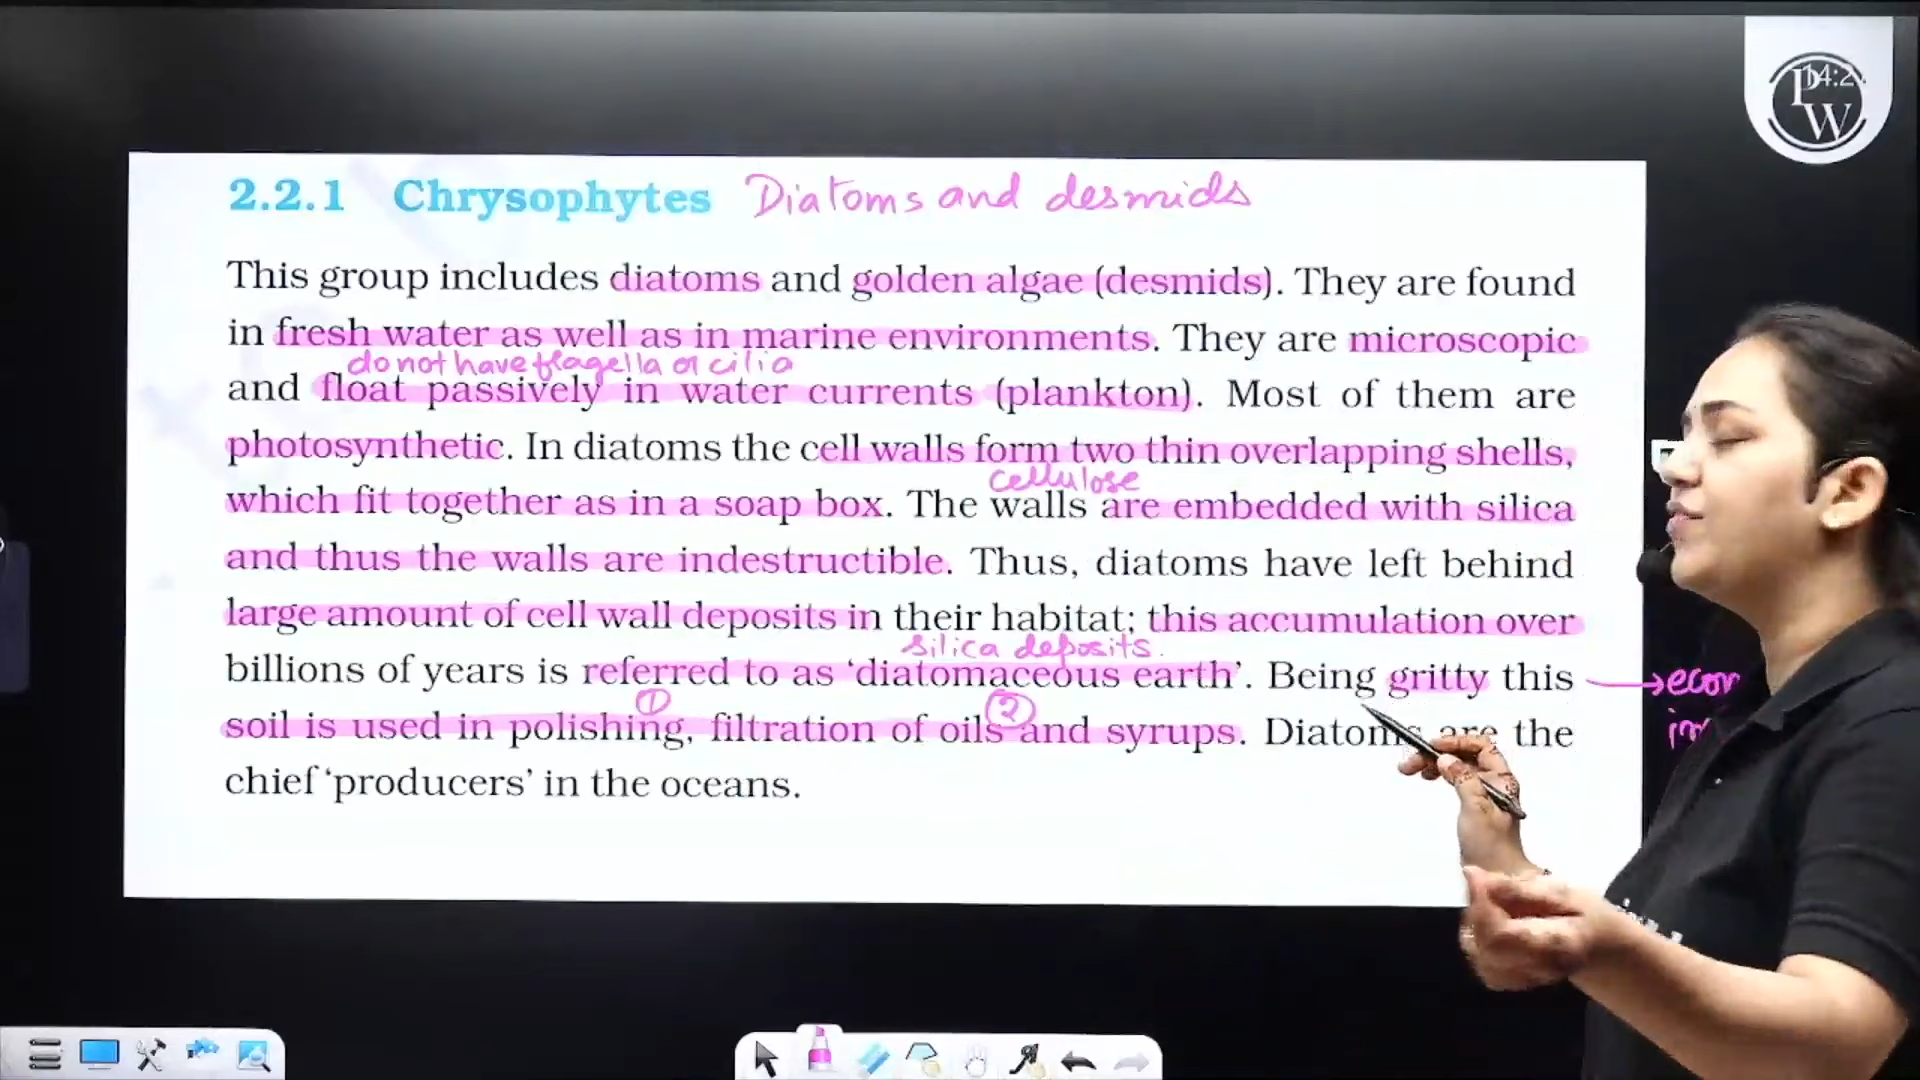 14:2
PW
2.2.1 Chrysophytes Diatoms and desmids
This group includes diatoms and golden algae (desmids). They are found
in fresh water as well as in marine environments. They are microscopic
do not have flagella or cilia
and float passively in water currents (plankton). Most of them are
photosynthetic. In diatoms the cell walls form two thin overlapping shells,
cellulose
which fit together as in a soap box. The walls are embedded with silica
and thus the walls are indestructible. Thus, diatoms have left behind
large amount of cell wall deposits in their habitat; this accumulation over
silica deposits.
billions of years is referred to as ‘diatomaceous earth’. Being gritty this
→ econ
① ②
soil is used in polishing, filtration of oils and syrups. Diatoms are the
im
chief ‘producers’ in the oceans.